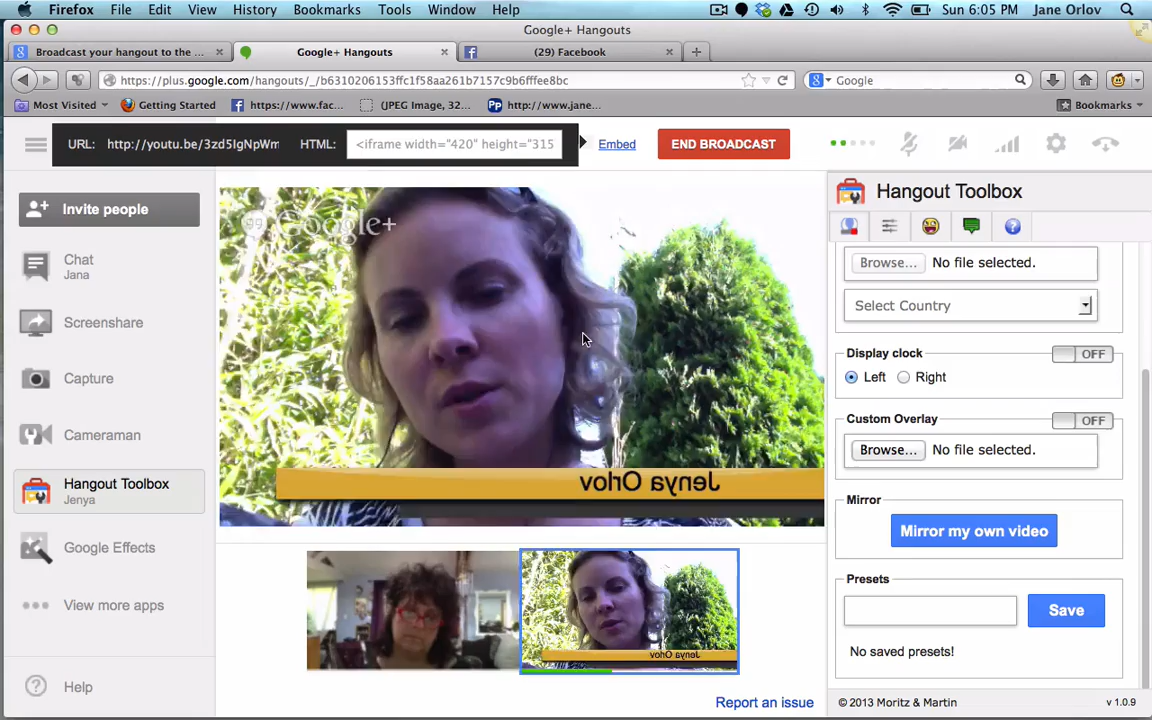 Firefox File Edit View History Bookmarks Tools Window Help Sun 6:05 PM Jane Orlov
Google+ Hangouts
Broadcast your hangout to the ... Google+ Hangouts (29) Facebook
https://plus.google.com/hangouts/_/b6310206153ffc1f58aa261b7157c9b6fffee8bc Google
Most Visited Getting Started https://www.fac... (JPEG Image, 32... http://www.jane... Bookmarks
URL: http://youtu.be/3zd5IgNpWm HTML: <iframe width="420" height="315 Embed END BROADCAST
Invite people
Chat
Jana
Screenshare
Capture
Cameraman
Hangout Toolbox
Jenya
Google Effects
View more apps
Help
Google+
Jenya Orlov
Jenya Orlov
Report an issue
Hangout Toolbox
Browse... No file selected.
Select Country
Display clock OFF
Left Right
Custom Overlay OFF
Browse... No file selected.
Mirror
Mirror my own video
Presets
Save
No saved presets!
© 2013 Moritz & Martin v 1.0.9